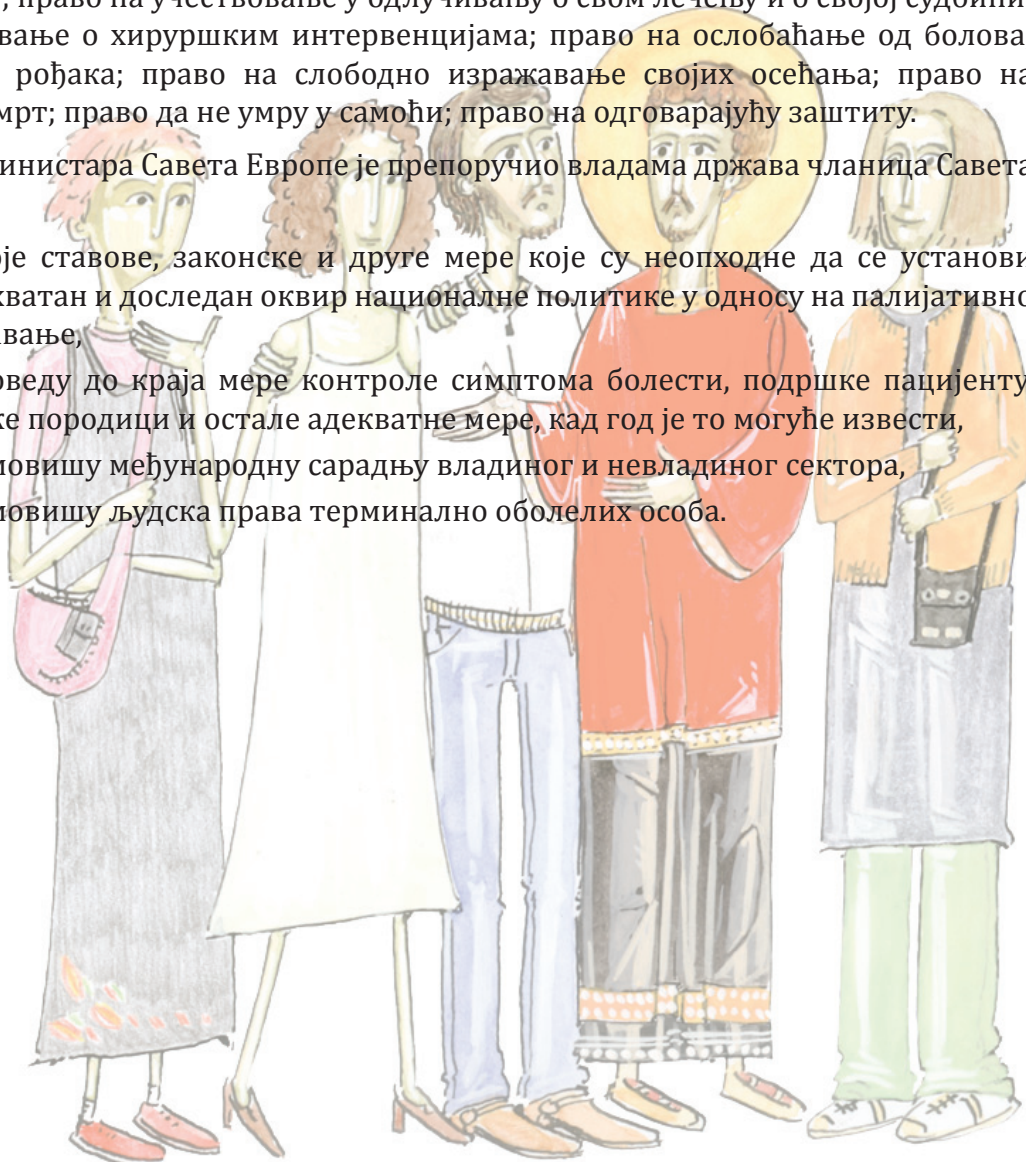 право на учествовање у одлучивању о свом лечењу и о својој судбини
вање о хируршким интервенцијама; право на ослобађање од болова
рођака; право на слободно изражавање својих осећања; право на
мрт; право да не умру у самоћи; право на одговарајућу заштиту.
инистара Савета Европе је препоручио владама држава чланица Савета
је ставове, законске и друге мере које су неопходне да се установи
хватан и доследан оквир националне политике у односу на палијативно
авање,
оведу до краја мере контроле симптома болести, подршке пацијенту
ке породици и остале адекватне мере, кад год је то могуће извести,
мовишу међународну сарадњу владиног и невладиног сектора,
мовишу људска права терминално оболелих особа.